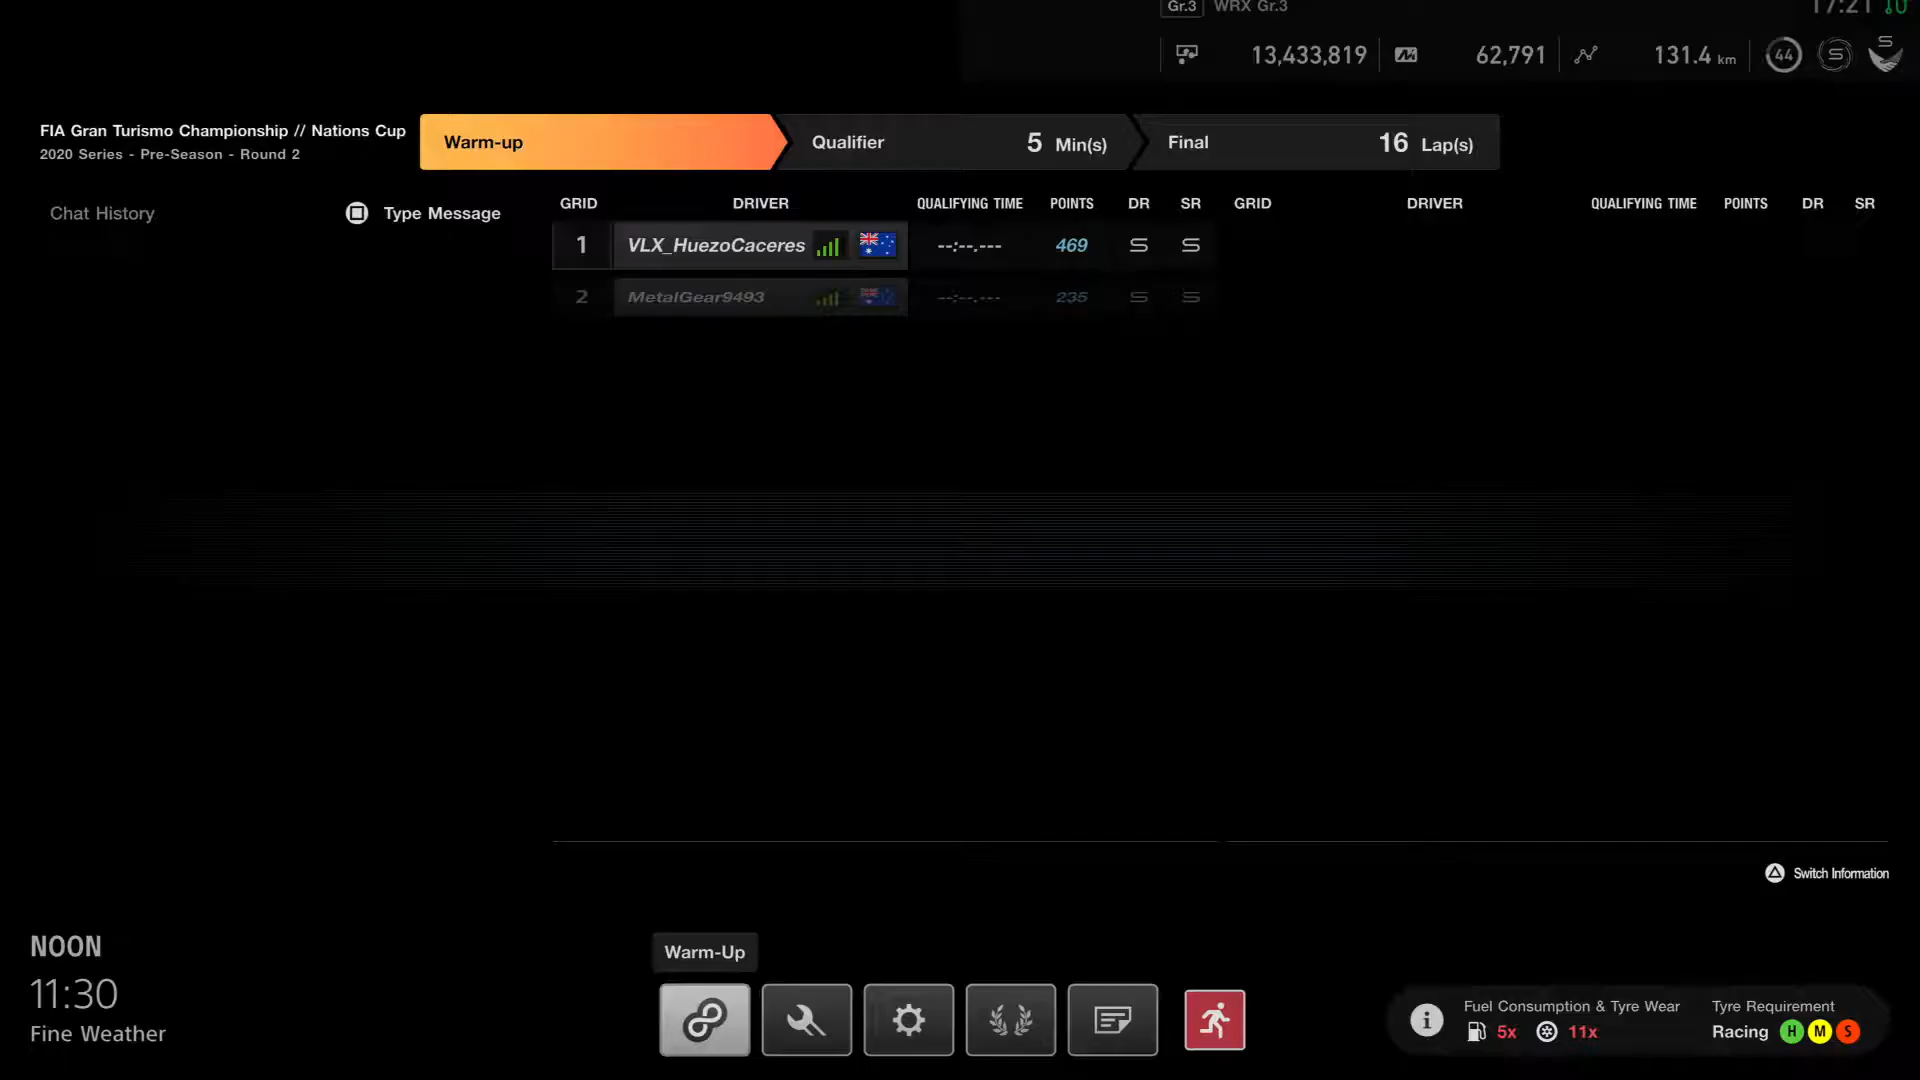 Gr.3 WRX Gr.3 17:21
13,433,819 62,791 131.4 km 44 S S
FIA Gran Turismo Championship // Nations Cup
2020 Series - Pre-Season - Round 2
Warm-up Qualifier 5 Min(s) Final 16 Lap(s)
Chat History Type Message
GRID DRIVER QUALIFYING TIME POINTS DR SR GRID DRIVER QUALIFYING TIME POINTS DR SR
1 VLX_HuezoCaceres --:--.--- 469 S S
2 MetalGear9493 --:--.--- 235 S S
Switch Information
NOON
11:30
Fine Weather
Warm-Up
Fuel Consumption & Tyre Wear
5x 11x
Tyre Requirement
Racing H M S